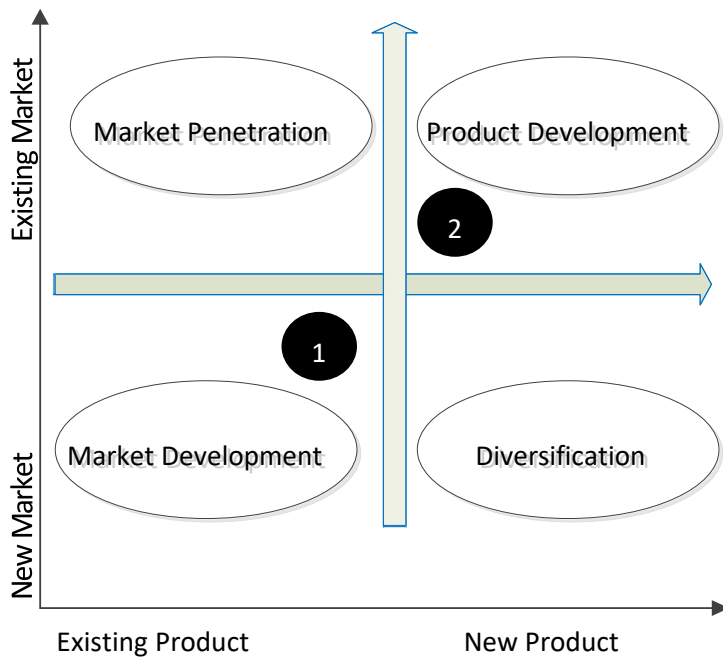 Existing Market
Market Penetration
Product Development
2
1
New Market
Market Development
Diversification
Existing Product
New Product